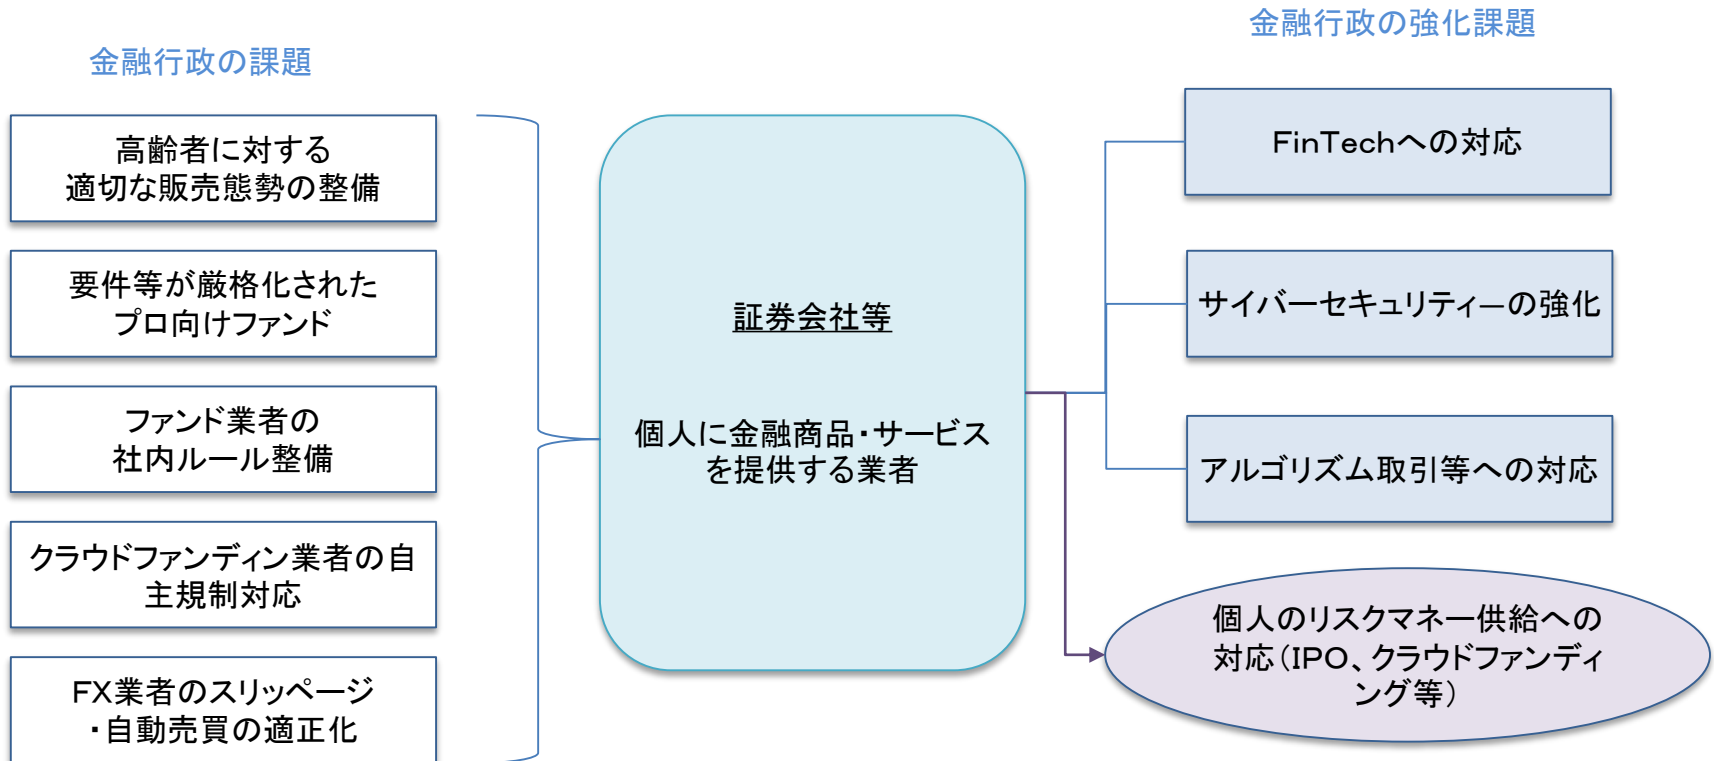 金融行政の課題
高齢者に対する
適切な販売態勢の整備
要件等が厳格化された
プロ向けファンド
ファンド業者の
社内ルール整備
クラウドファンディン業者の自
主規制対応
FX業者のスリッページ
・自動売買の適正化
証券会社等
個人に金融商品・サービス
を提供する業者
金融行政の強化課題
FinTechへの対応
サイバーセキュリティ―の強化
アルゴリズム取引等への対応
個人のリスクマネー供給への
対応（IPO、クラウドファンディ
ング等）